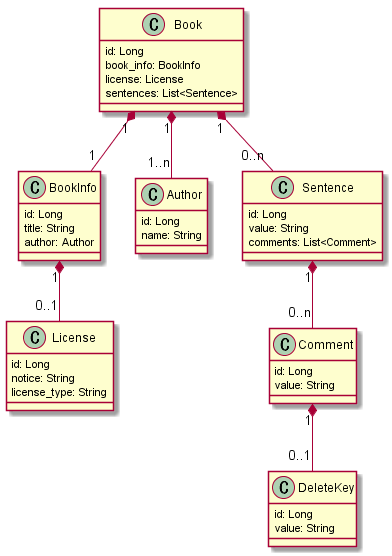 C Book
id: Long
book_info: BookInfo
license: License
sentences: List<Sentence>
1 1 1
1 1..n 0..n
C BookInfo
id: Long
title: String
author: Author
C Author
id: Long
name: String
C Sentence
id: Long
value: String
comments: List<Comment>
1 1
0..1 0..n
C License
id: Long
notice: String
license_type: String
C Comment
id: Long
value: String
1
0..1
C DeleteKey
id: Long
value: String